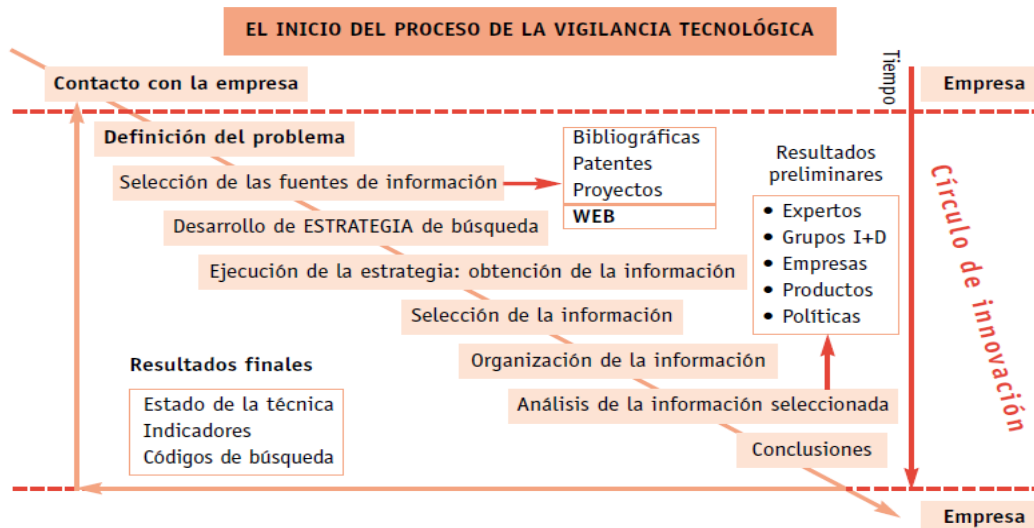 EL INICIO DEL PROCESO DE LA VIGILANCIA TECNOLÓGICA
Tiempo
Contacto con la empresa
Empresa
Definición del problema
Selección de las fuentes de información
Bibliográficas
Patentes
Proyectos
WEB
Resultados
preliminares
• Expertos
• Grupos I+D
• Empresas
• Productos
• Políticas
Desarrollo de ESTRATEGIA de búsqueda
Ejecución de la estrategia: obtención de la información
Selección de la información
Organización de la información
Análisis de la información seleccionada
Conclusiones
Círculo de innovación
Resultados finales
Estado de la técnica
Indicadores
Códigos de búsqueda
Empresa